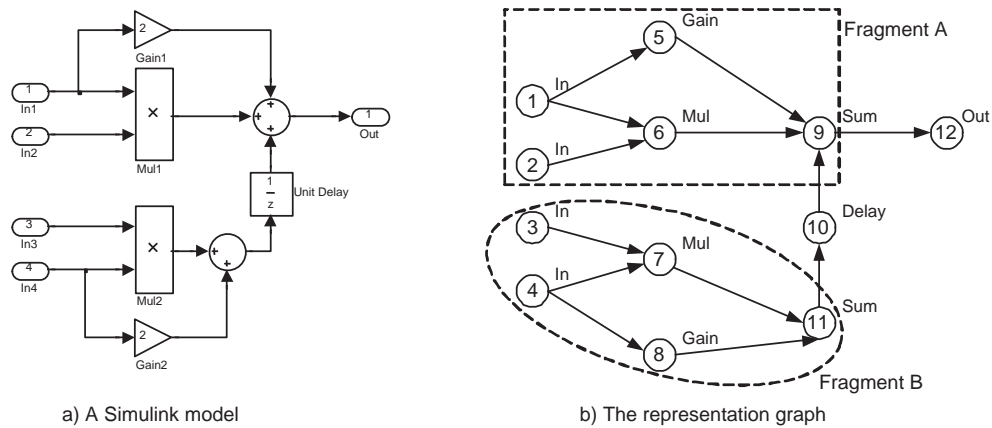 2
Gain1
1
In1
2
In2
×
Mul1
+
+
+
1
Out
1
z
Unit Delay
3
In3
4
In4
×
Mul2
+
+
2
Gain2
a) A Simulink model
Fragment A
Gain
5
In
1
Mul
6
In
2
Sum
9
Out
12
In
3
Delay
10
Mul
7
In
4
Sum
11
Gain
8
Fragment B
b) The representation graph